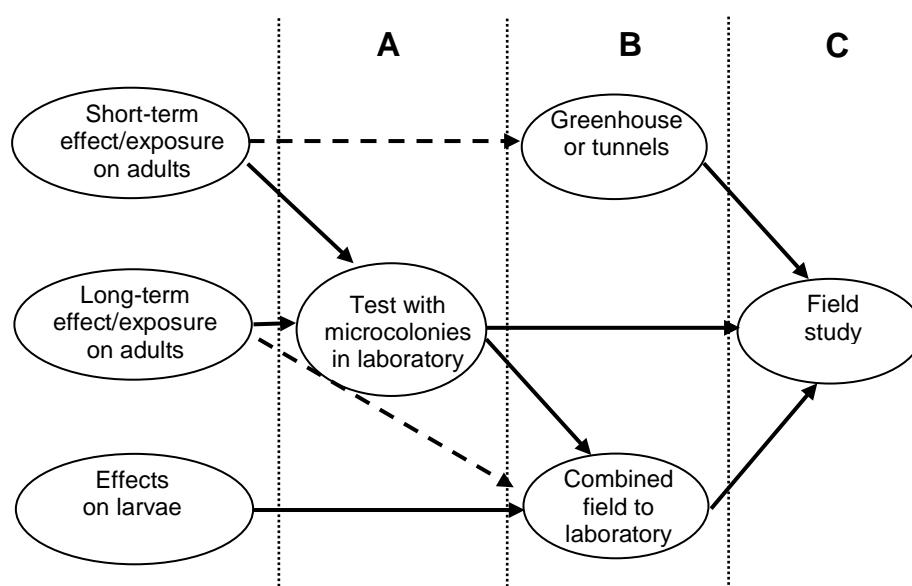 A
B
C
Short-term
effect/exposure
on adults
Greenhouse
or tunnels
Long-term
effect/exposure
on adults
Test with
microcolonies
in laboratory
Field
study
Effects
on larvae
Combined
field to
laboratory